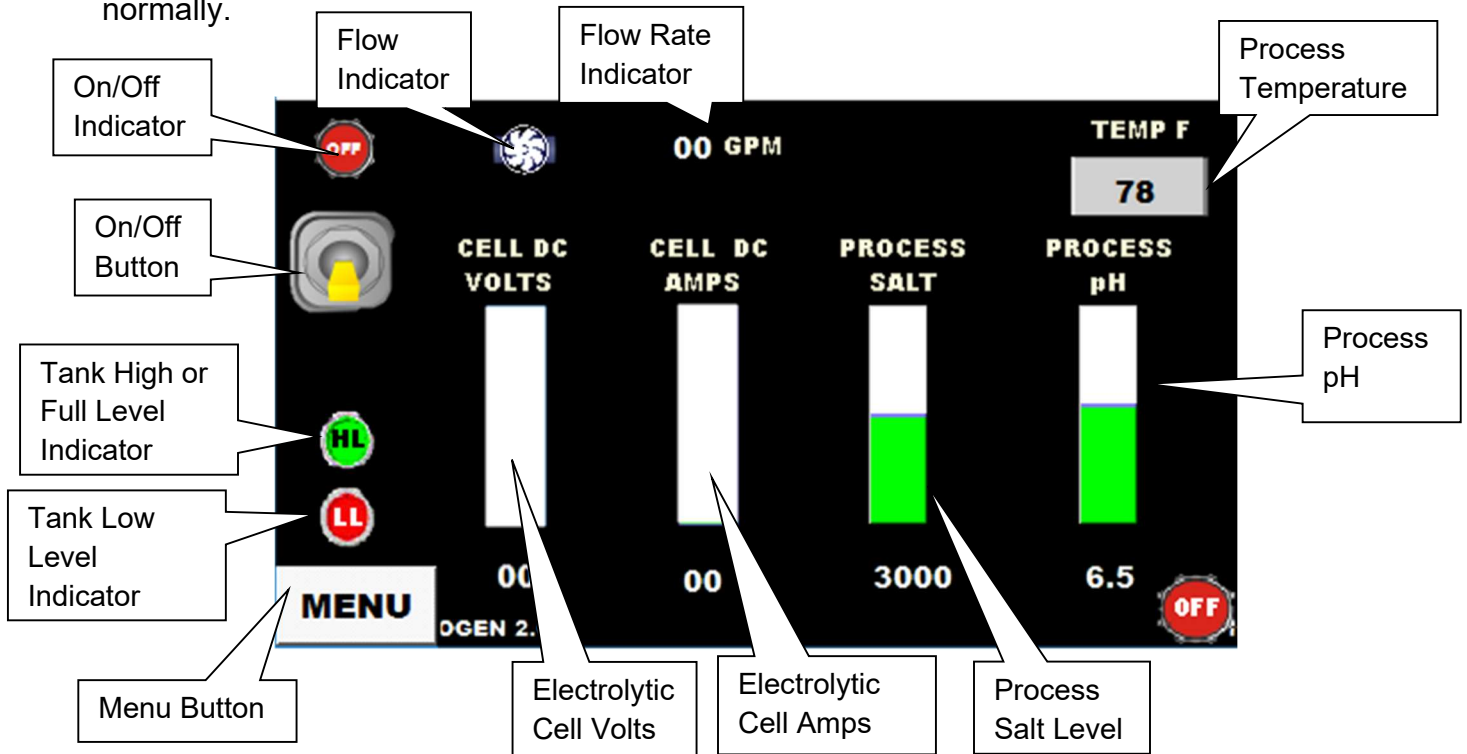 normally.
Flow
Indicator
Flow Rate
Indicator
Process
Temperature
On/Off
Indicator
OFF
00 GPM
TEMP F
78
On/Off
Button
CELL DC
VOLTS
CELL DC
AMPS
PROCESS
SALT
PROCESS
pH
Process
pH
Tank High or
Full Level
Indicator
HL
Tank Low
Level
Indicator
LL
00
00
3000
6.5
OFF
MENU
OGEN 2.
Menu Button
Electrolytic
Cell Volts
Electrolytic
Cell Amps
Process
Salt Level